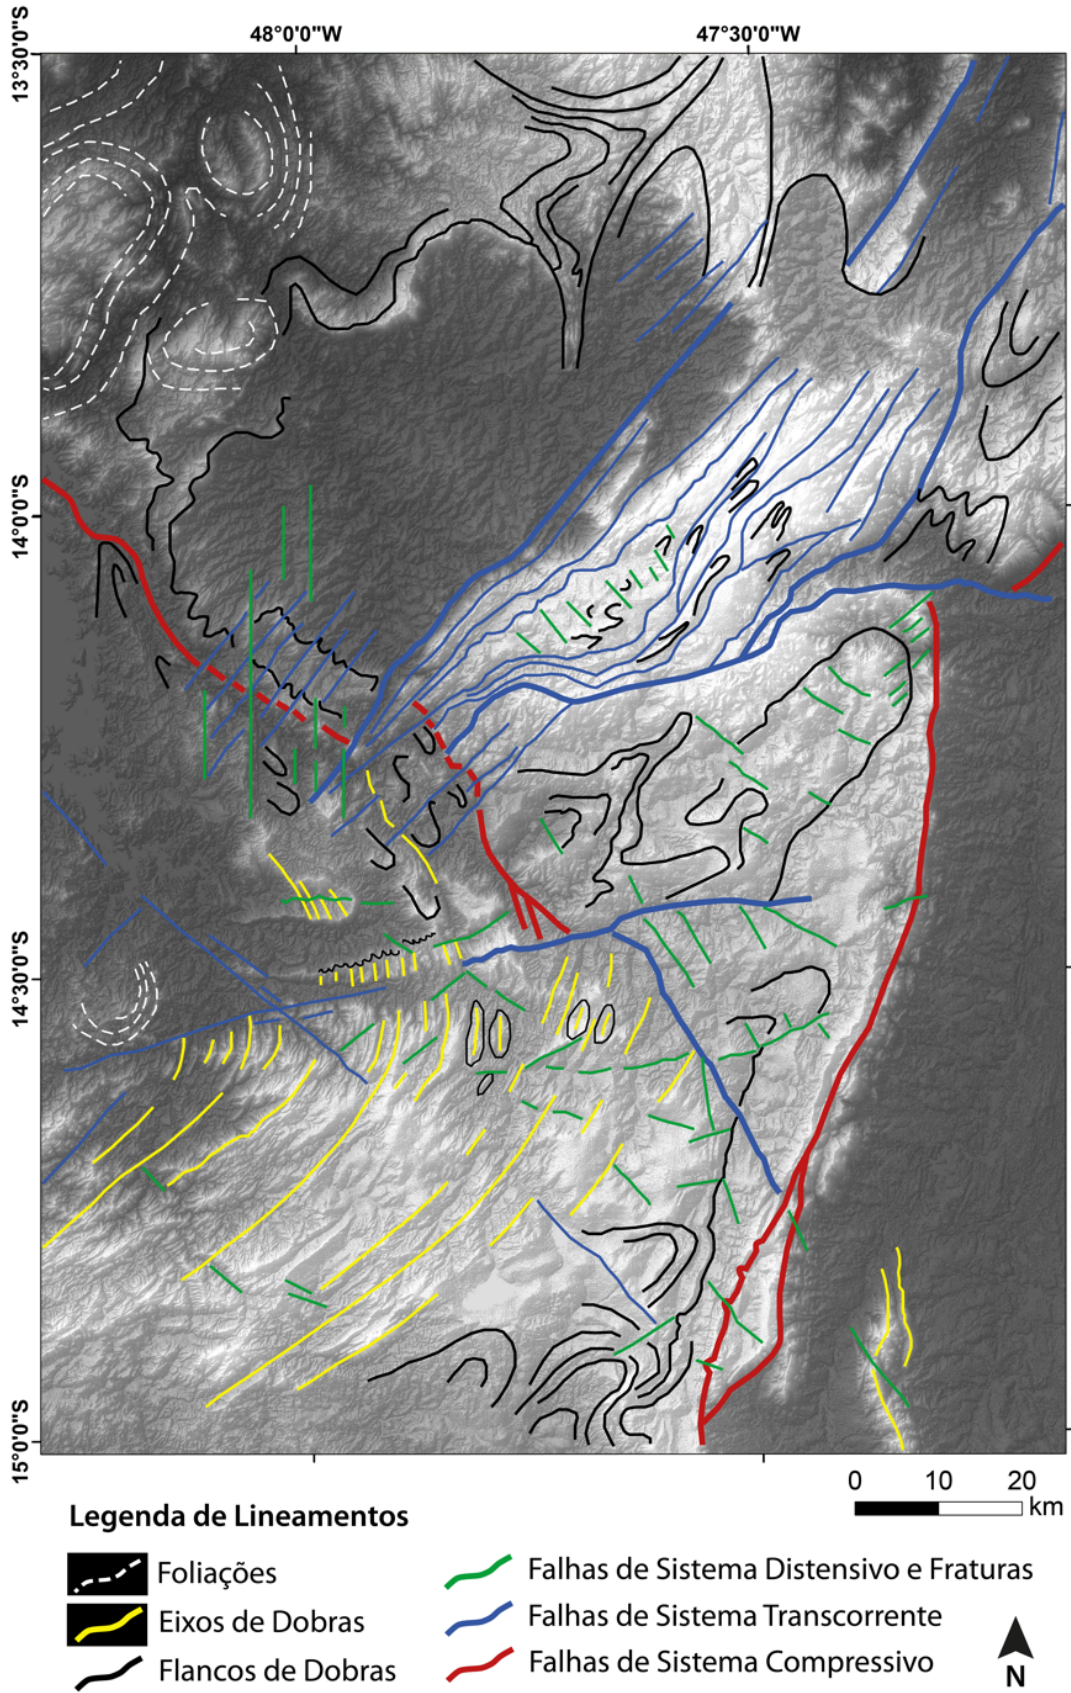 48°0'0"W 47°30'0"W
13°30'0"S
14°0'0"S
14°30'0"S
15°0'0"S
0 10 20
km
Legenda de Lineamentos
Foliações
Eixos de Dobras
Flancos de Dobras
Falhas de Sistema Distensivo e Fraturas
Falhas de Sistema Transcorrente
Falhas de Sistema Compressivo
N